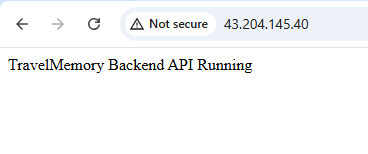 Not secure 43.204.145.40
TravelMemory Backend API Running